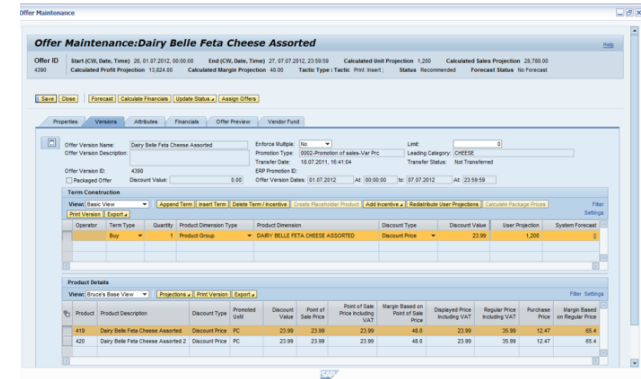 Offer Maintenance
Offer Maintenance:Dairy Belle Feta Cheese Assorted
Help
Offer ID Start (CW, Date, Time) 26, 01.07.2012, 00:00:00 End (CW, Date, Time) 27, 07.07.2012, 23:59:59 Calculated Unit Projection 1,200 Calculated Sales Projection 28,788.00
4390 Calculated Profit Projection 13,824.00 Calculated Margin Projection 48.00 Tactic Type : Tactic Print Insert ; Status Recommended Forecast Status No Forecast
Save Close Forecast Calculate Financials Update Status Assign Offers
Properties Versions Attributes Financials Offer Preview Vendor Fund
Offer Version Name: Dairy Belle Feta Cheese Assorted Enforce Multiple: No Limit: 0
Offer Version Description: Promotion Type: 0002-Promotion of sales-Var Prc Leading Category: CHEESE
Transfer Date: 18.07.2011, 16:41:04 Transfer Status: Not Transferred
Offer Version ID: 4398 ERP Promotion ID:
Packaged Offer Discount Value: 0.00 Offer Version Dates: 01.07.2012 At: 00:00:00 to: 07.07.2012 At: 23:59:59
Term Construction
View: Basic View Append Term Insert Term Delete Term / Incentive Create Placeholder Product Add Incentive Redistribute User Projections Calculate Package Prices Filter
Print Version Export Settings
Operator Term Type Quantity Product Dimension Type Product Dimension Discount Type Discount Value User Projection System Forecast
Buy 1 Product Group DAIRY BELLE FETA CHEESE ASSORTED Discount Price 23.99 1,200 0
Product Details
View: Bruce's Base View Projections Print Version Export Filter Settings
Product Product Description Discount Type Promoted UoM Discount Value Point of Sale Price Point of Sale Price Including VAT Margin Based on Point of Sale Price Displayed Price Including VAT Regular Price Including VAT Purchase Price Margin Based on Regular Price
419 Dairy Belle Feta Cheese Assorted Discount Price PC 23.99 23.99 23.99 48.0 23.99 35.99 12.47 65.4
420 Dairy Belle Feta Cheese Assorted 2 Discount Price PC 23.99 23.99 23.99 48.0 23.99 35.99 12.47 65.4
SAP